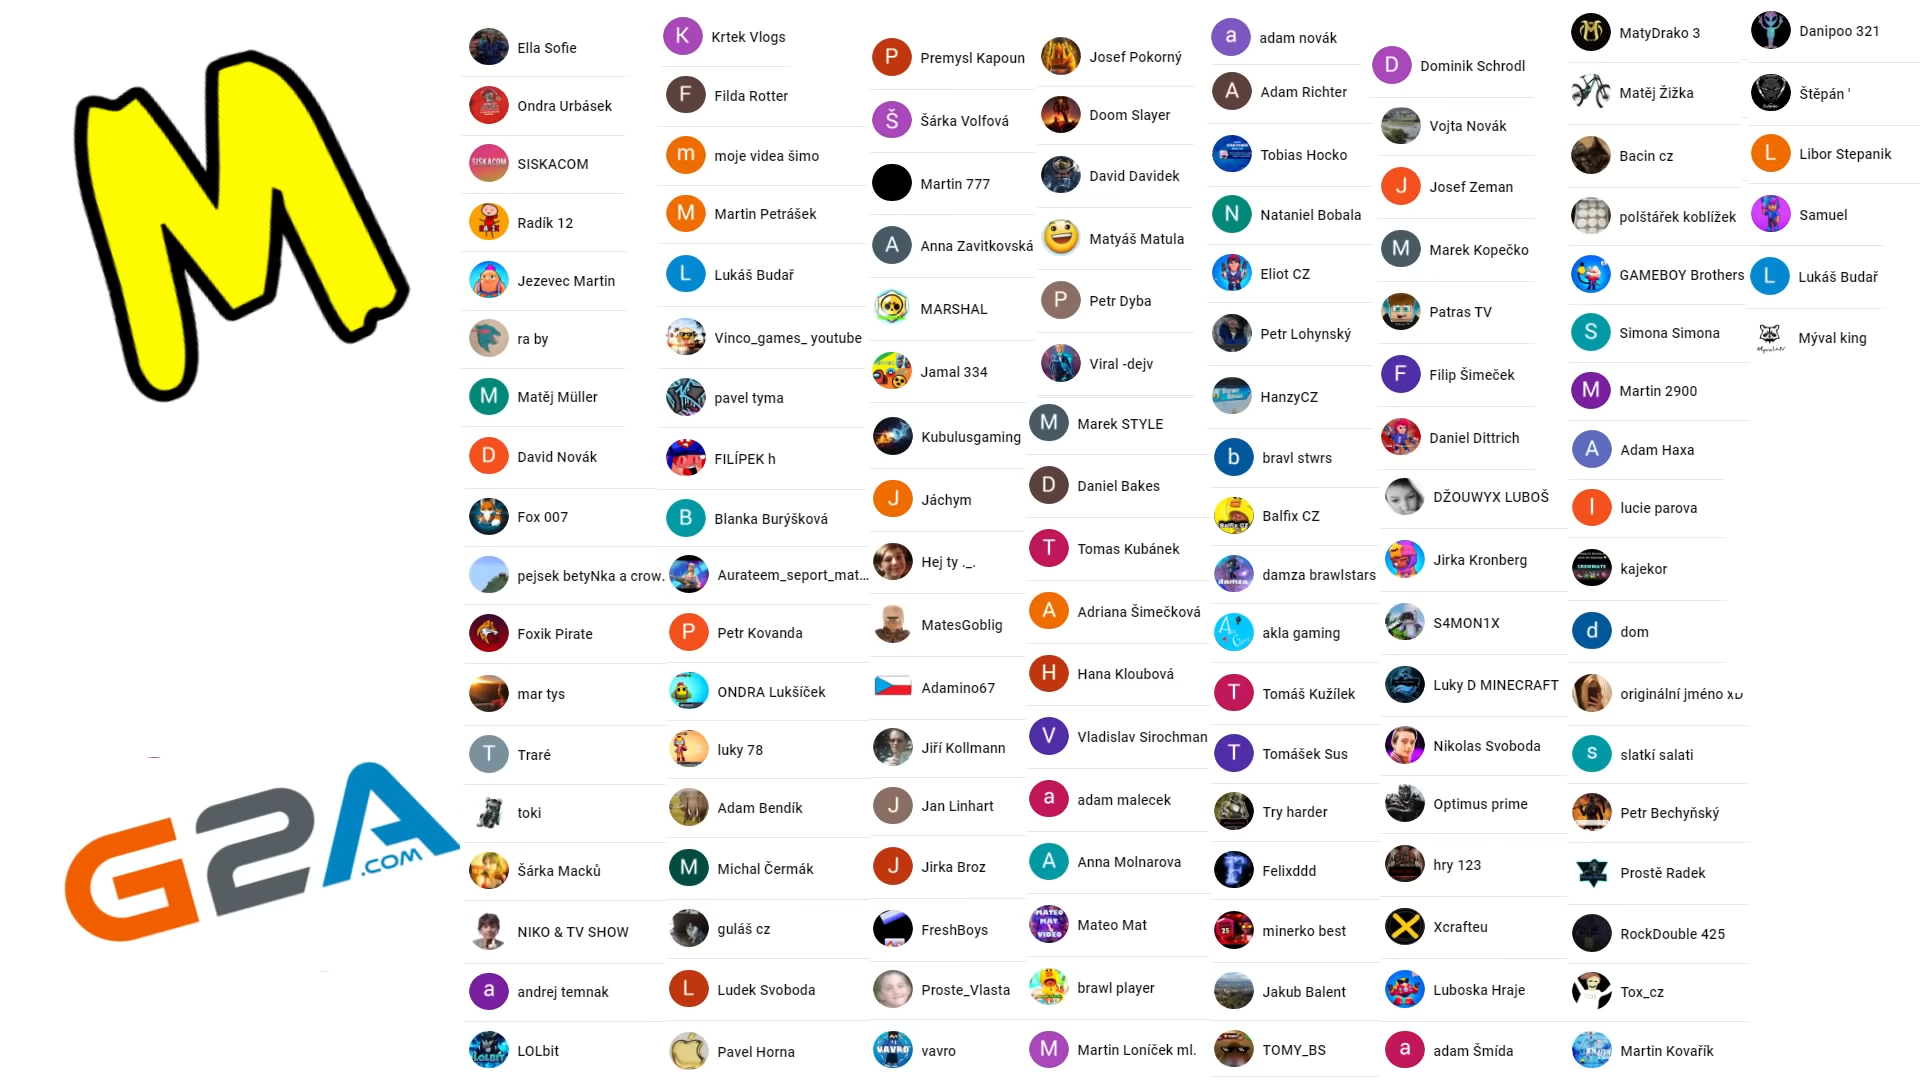 M
G2A
.COM
Ella Sofie
Ondra Urbásek
SISKACOM
SISKACOM
Radík 12
Jezevec Martin
ra by
M
Matěj Müller
D
David Novák
Fox 007
pejsek betyNka a crow.
Foxik Pirate
mar tys
T
Traré
toki
Šárka Macků
NIKO & TV SHOW
a
andrej temnak
LOLBIT
LOLbit
K
Krtek Vlogs
F
Filda Rotter
m
moje videa šimo
M
Martin Petrášek
L
Lukáš Budař
Vinco_games_ youtube
pavel tyma
FILÍPEK h
B
Blanka Burýšková
Aurateem_seport_mat...
P
Petr Kovanda
ONDRA Lukšíček
luky 78
Adam Bendík
M
Michal Čermák
guláš cz
L
Ludek Svoboda
Pavel Horna
P
Premysl Kapoun
Š
Šárka Volfová
Martin 777
A
Anna Zavitkovská
MARSHAL
Jamal 334
Kubulusgaming
J
Jáchym
Hej ty ._.
MatesGoblig
Adamino67
Jiří Kollmann
J
Jan Linhart
J
Jirka Broz
FreshBoys
Proste_Vlasta
VAVRO
vavro
Josef Pokorný
Doom Slayer
David Davidek
Matyáš Matula
P
Petr Dyba
Viral -dejv
M
Marek STYLE
D
Daniel Bakes
T
Tomas Kubánek
A
Adriana Šimečková
H
Hana Kloubová
V
Vladislav Sirochman
a
adam malecek
A
Anna Molnarova
MATEO
MAT
VIDEO
Mateo Mat
brawl player
M
Martin Loníček ml.
a
adam novák
A
Adam Richter
Tobias Hocko
N
Nataniel Bobala
Eliot CZ
Petr Lohynský
HanzyCZ
b
bravl stwrs
Balfix CZ
Balfix CZ
damza
damza brawlstars
akla gaming
T
Tomáš Kužílek
T
Tomášek Sus
Try harder
Felixddd
25
minerko best
Jakub Balent
TOMY_BS
D
Dominik Schrodl
Vojta Novák
J
Josef Zeman
M
Marek Kopečko
Patras TV
F
Filip Šimeček
Daniel Dittrich
DŽOUWYX LUBOŠ
Jirka Kronberg
S4MON1X
Luky D MINECRAFT
Nikolas Svoboda
Optimus prime
hry 123
Xcrafteu
Luboska Hraje
a
adam Šmída
MatyDrako 3
Matěj Žižka
Bacin cz
polštářek koblížek
GAMEBOY Brothers
S
Simona Simona
M
Martin 2900
A
Adam Haxa
l
lucie parova
CREWMATE
kajekor
d
dom
originální jméno xD
s
slatkí salati
Petr Bechyňský
Prostě Radek
RockDouble 425
Tox_cz
Martin Kovařík
Danipoo 321
Štěpán '
L
Libor Stepanik
Samuel
L
Lukáš Budař
Mýval king